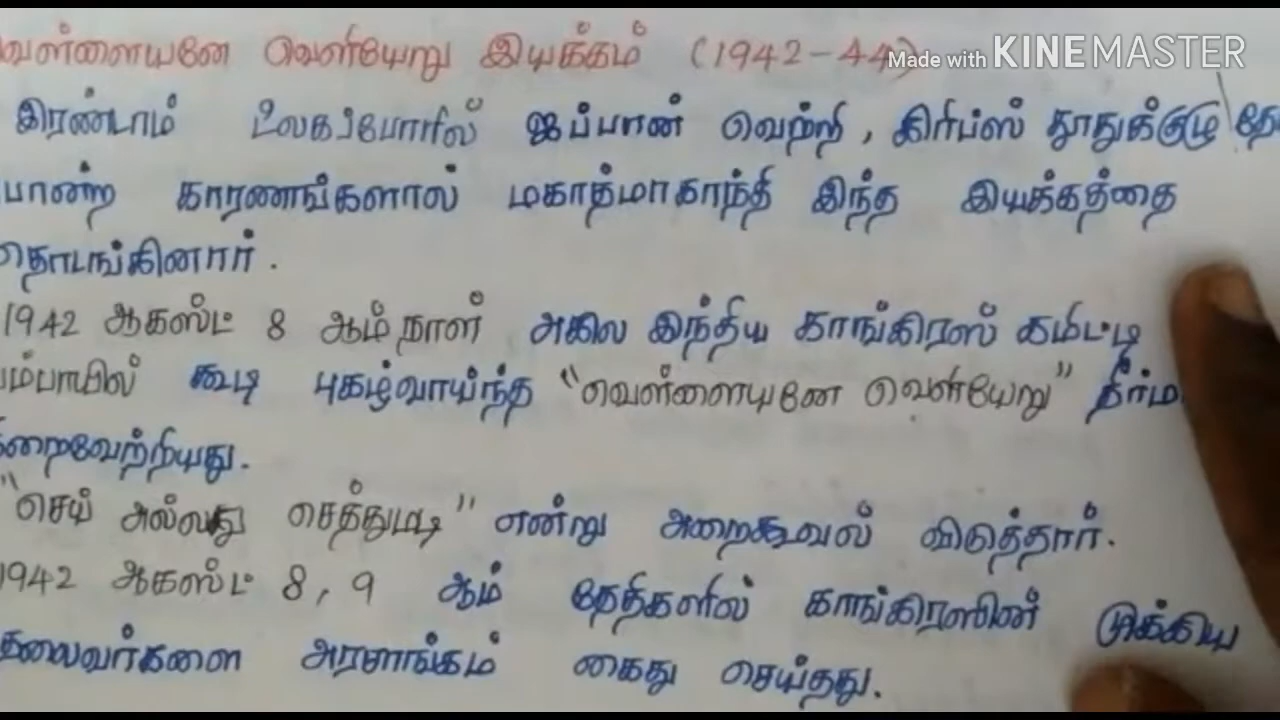 வெள்ளையனே வெளியேறு இயக்கம் (1942-44)
Made with KINEMASTER
இரண்டாம் உலகப்போரில் ஜப்பான் வெற்றி, கிரிப்ஸ் தூதுக்குழு தோ
பான்ற காரணங்களால் மகாத்மாகாந்தி இந்த இயக்கத்தை
தொடங்கினார்.
1942 ஆகஸ்ட் 8 ஆம் நாள் அகில இந்திய காங்கிரஸ் கமிட்டி
பம்பாயில் கூடி புகழ்வாய்ந்த "வெள்ளையனே வெளியேறு" தீர்ம
றைவேற்றியது.
"செய் அல்லது செத்துமடி" என்று அறைகூவல் விடுத்தார்.
1942 ஆகஸ்ட் 8, 9 ஆம் தேதிகளில் காங்கிரஸின் முக்கிய
தலைவர்களை அரசாங்கம் கைது செய்தது.